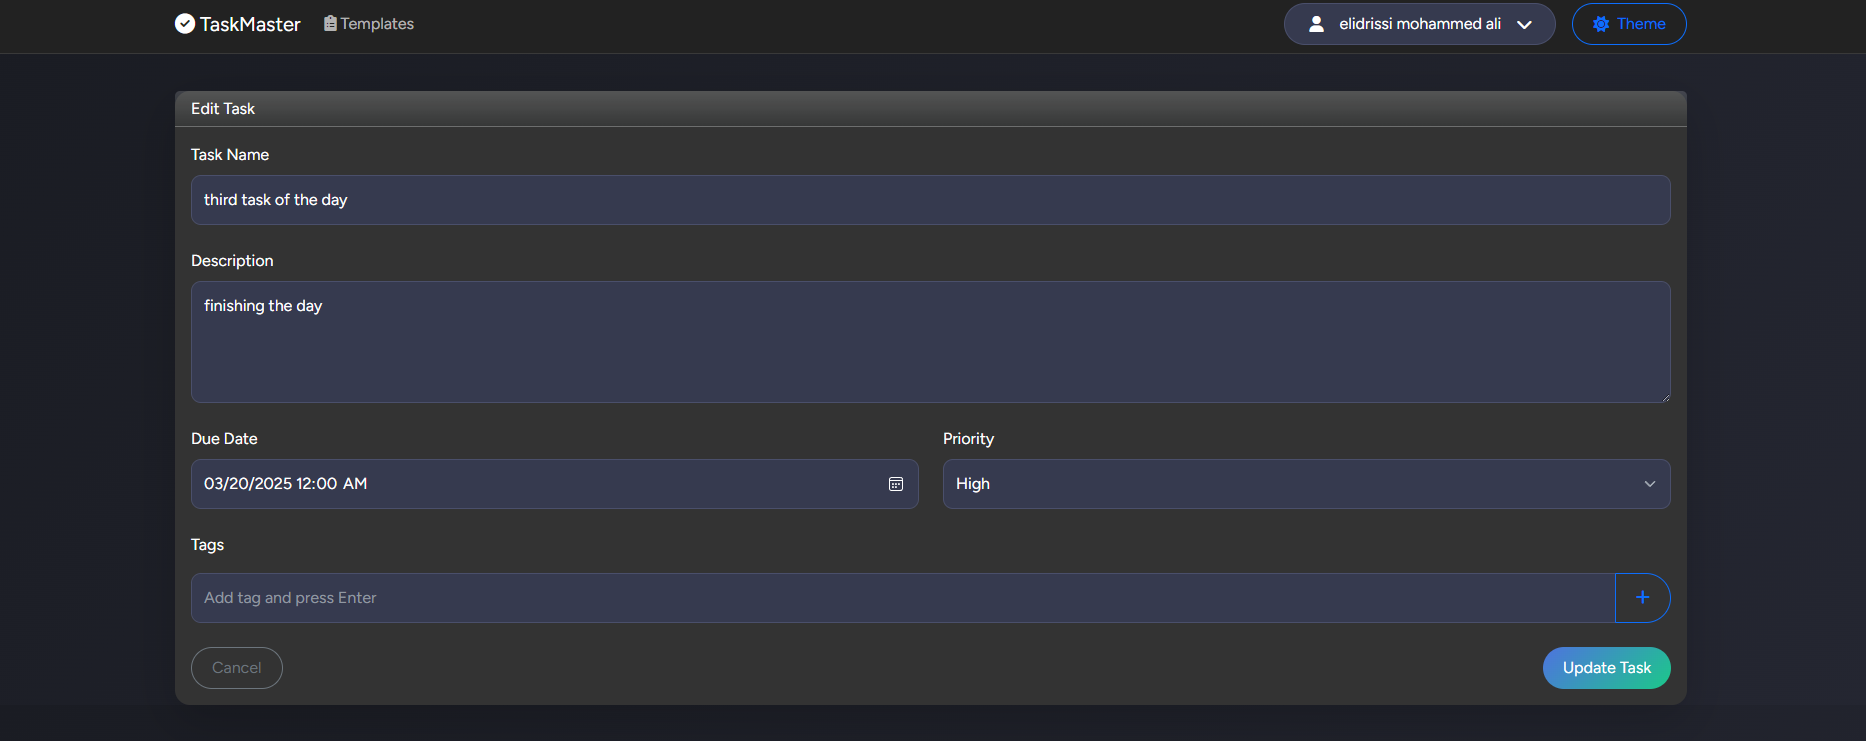 TaskMaster Templates elidrissi mohammed ali Theme
Edit Task
Task Name
third task of the day
Description
finishing the day
Due Date Priority
03/20/2025 12:00 AM High
Tags
Add tag and press Enter +
Cancel Update Task